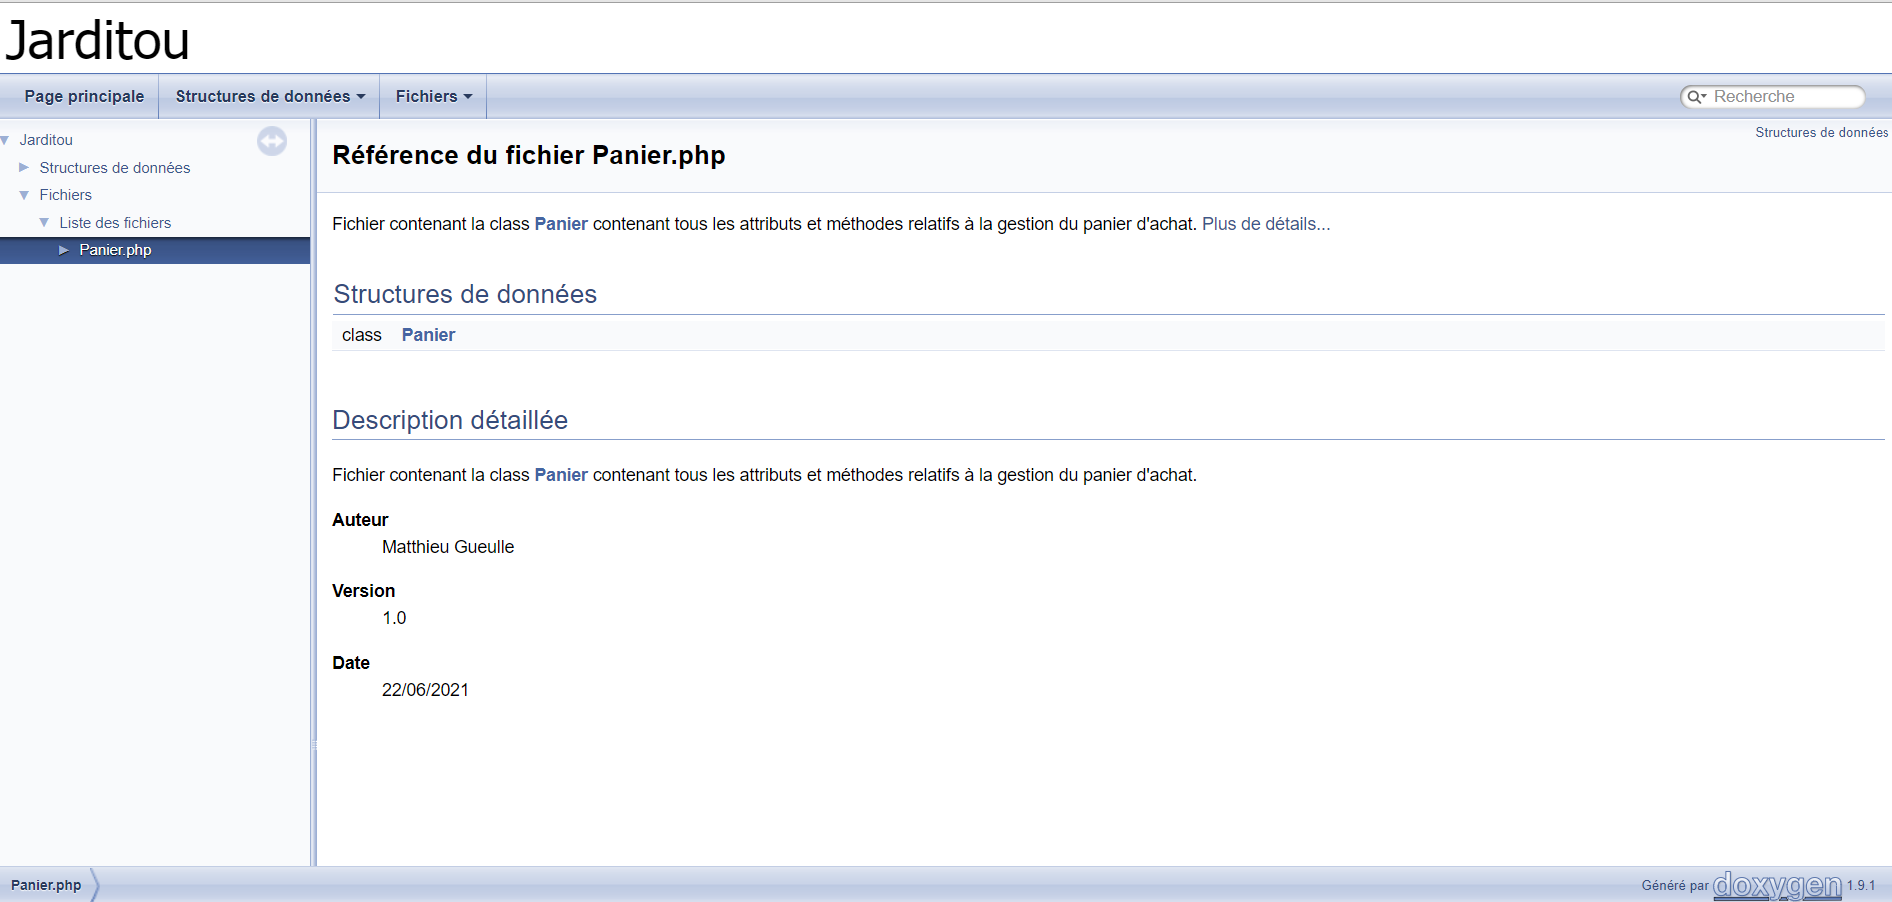 Jarditou
Page principale
Structures de données
Fichiers
Recherche
Jarditou
Structures de données
Fichiers
Liste des fichiers
Panier.php
Structures de données
Référence du fichier Panier.php
Fichier contenant la class Panier contenant tous les attributs et méthodes relatifs à la gestion du panier d'achat. Plus de détails...
Structures de données
class Panier
Description détaillée
Fichier contenant la class Panier contenant tous les attributs et méthodes relatifs à la gestion du panier d'achat.
Auteur
Matthieu Gueulle
Version
1.0
Date
22/06/2021
Panier.php
Généré par doxygen 1.9.1